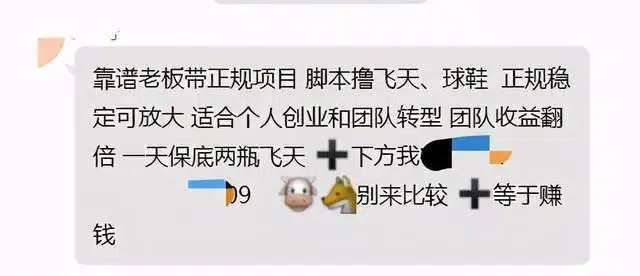 靠谱老板带正规项目 脚本撸飞天、球鞋 正规稳
定可放大 适合个人创业和团队转型 团队收益翻
倍 一天保底两瓶飞天 ➕下方我
09 🐮🦊别来比较 ➕等于赚
钱